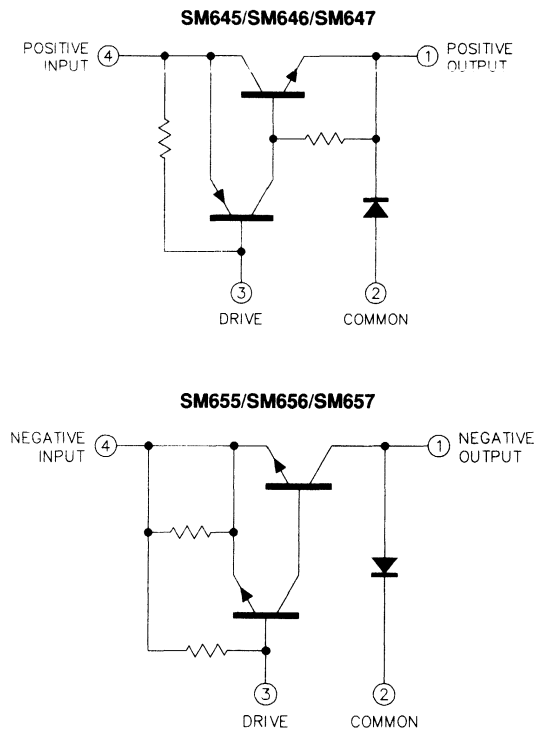 SM645/SM646/SM647
POSITIVE INPUT 4
1 POSITIVE OUTPUT
3
DRIVE
2
COMMON
SM655/SM656/SM657
NEGATIVE INPUT 4
1 NEGATIVE OUTPUT
3
DRIVE
2
COMMON